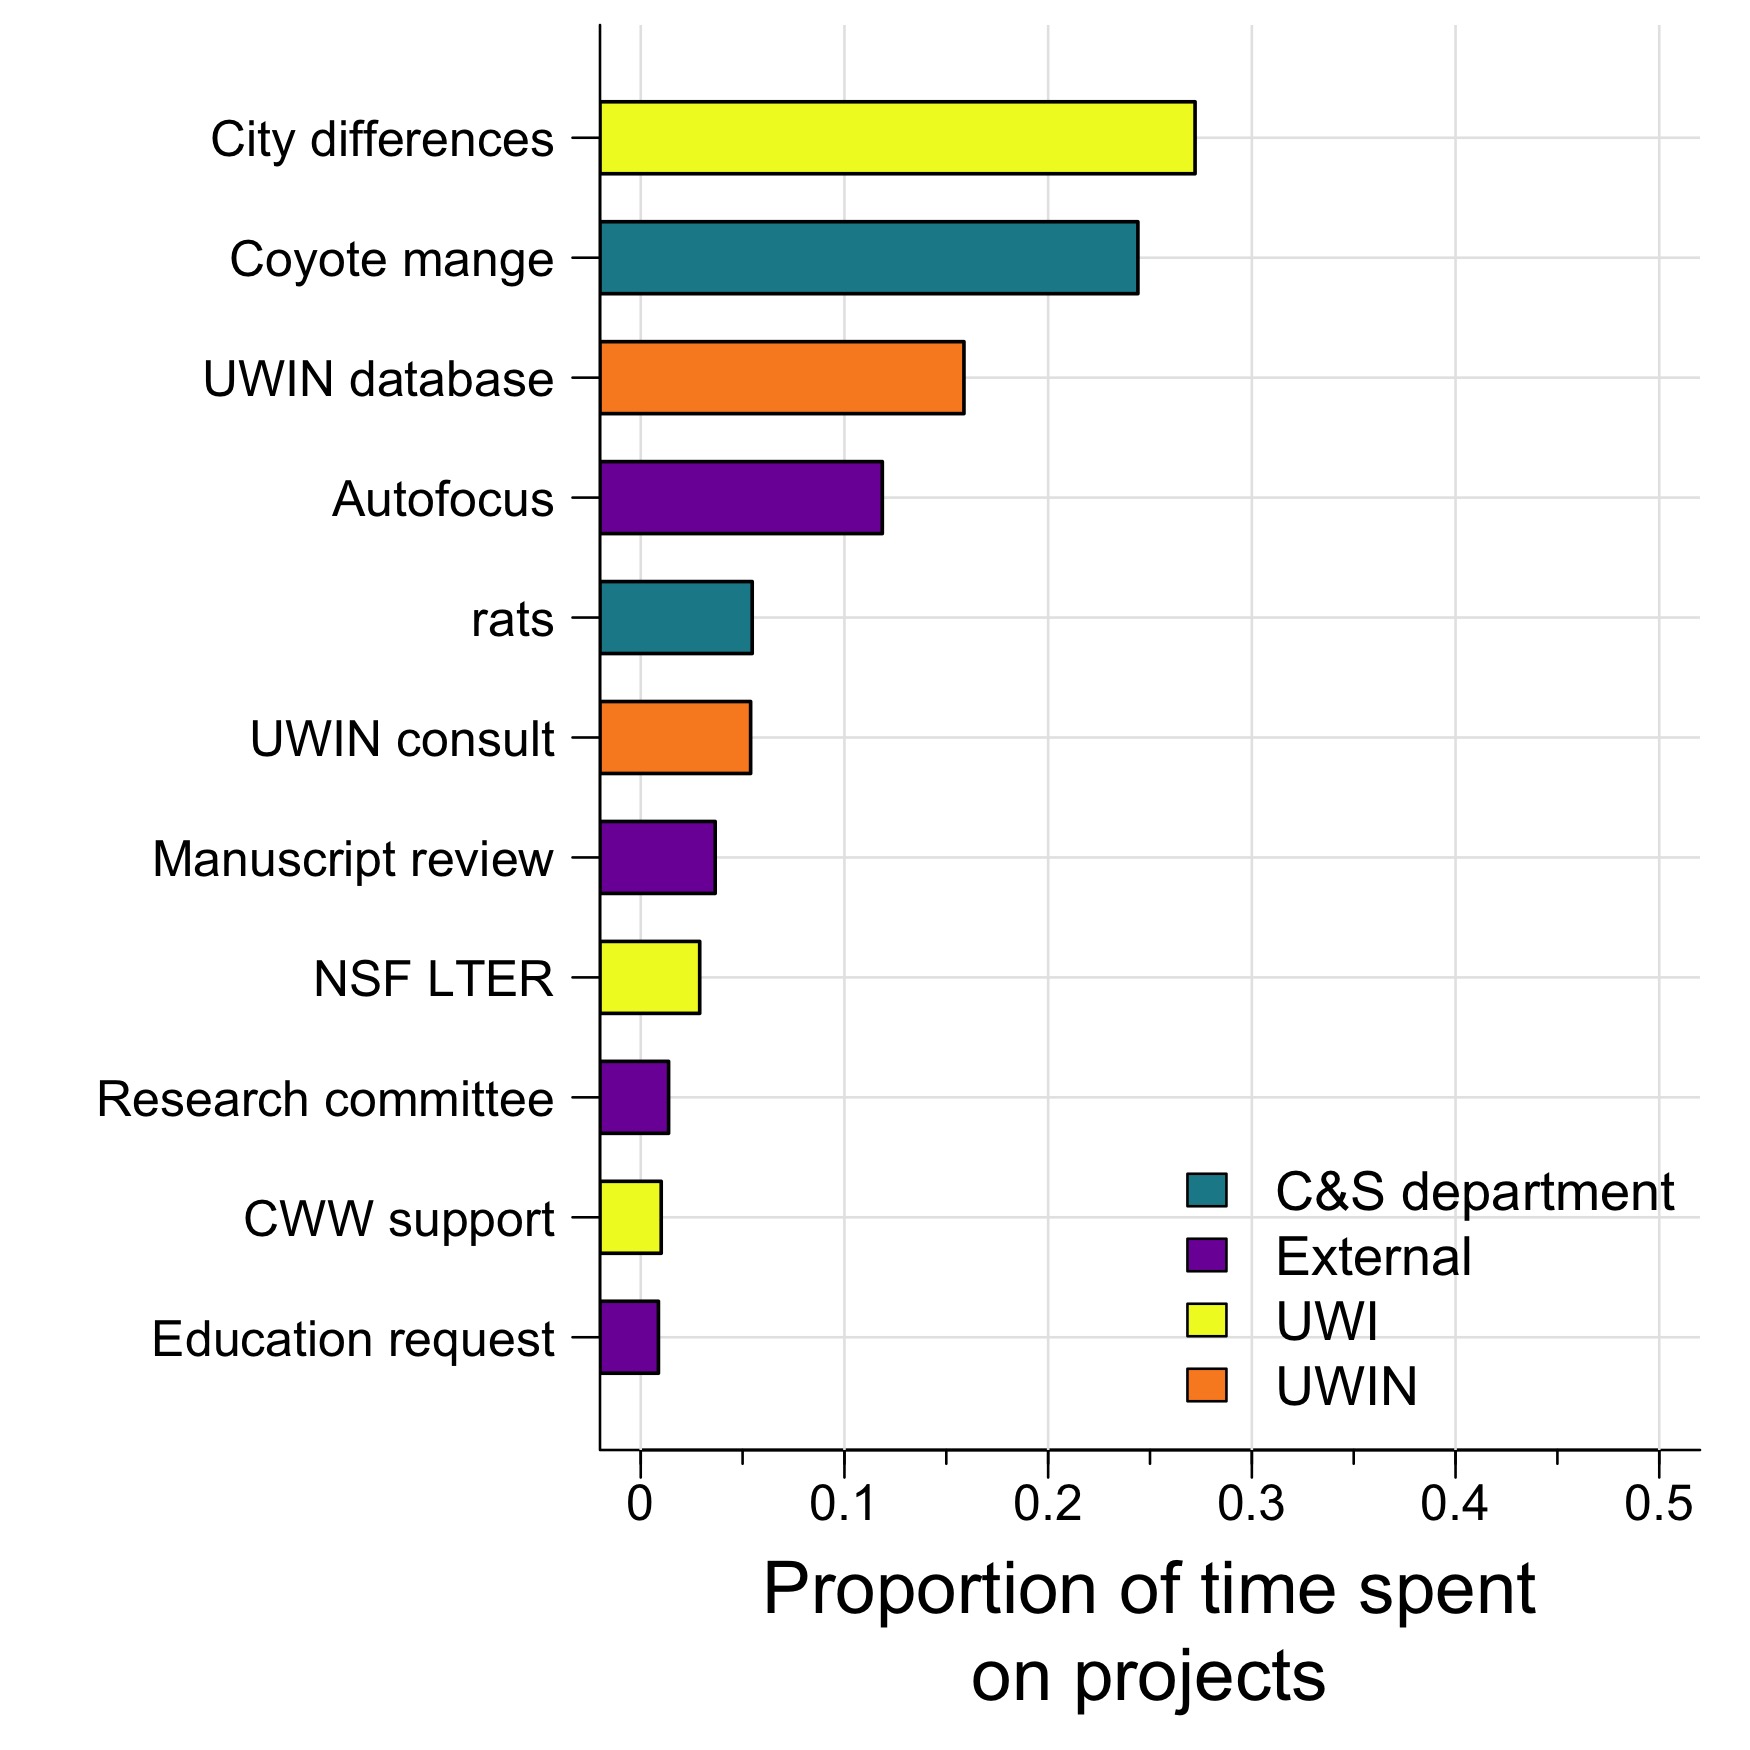 City differences
Coyote mange
UWIN database
Autofocus
rats
UWIN consult
Manuscript review
NSF LTER
Research committee
CWW support
Education request
C&S department
External
UWI
UWIN
0 0.1 0.2 0.3 0.4 0.5
Proportion of time spent
on projects